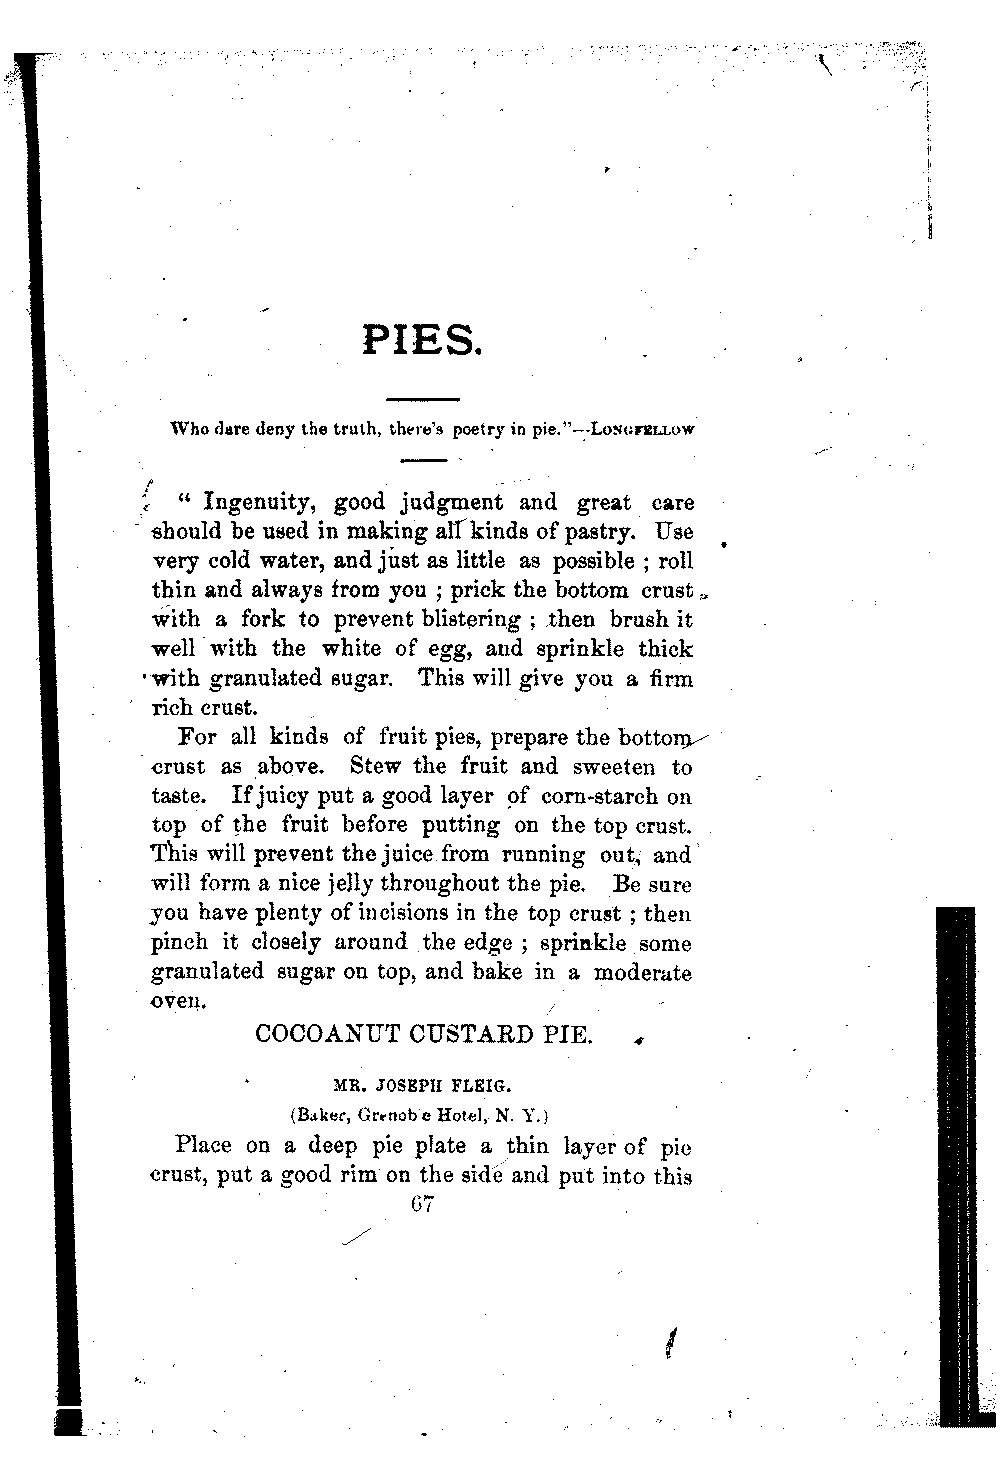 PIES.
Who dare deny the truth, there's poetry in pie."—LONGFELLOW
" Ingenuity, good judgment and great care
should be used in making all kinds of pastry. Use
very cold water, and just as little as possible ; roll
thin and always from you ; prick the bottom crust
with a fork to prevent blistering ; then brush it
well with the white of egg, and sprinkle thick
with granulated sugar. This will give you a firm
rich crust.
For all kinds of fruit pies, prepare the bottom
crust as above. Stew the fruit and sweeten to
taste. If juicy put a good layer of corn-starch on
top of the fruit before putting on the top crust.
This will prevent the juice from running out, and
will form a nice jelly throughout the pie. Be sure
you have plenty of incisions in the top crust ; then
pinch it closely around the edge ; sprinkle some
granulated sugar on top, and bake in a moderate
oven.
COCOANUT CUSTARD PIE.
MR. JOSEPH FLEIG.
(Baker, Grenoble Hotel, N. Y.)
Place on a deep pie plate a thin layer of pie
crust, put a good rim on the side and put into this
67